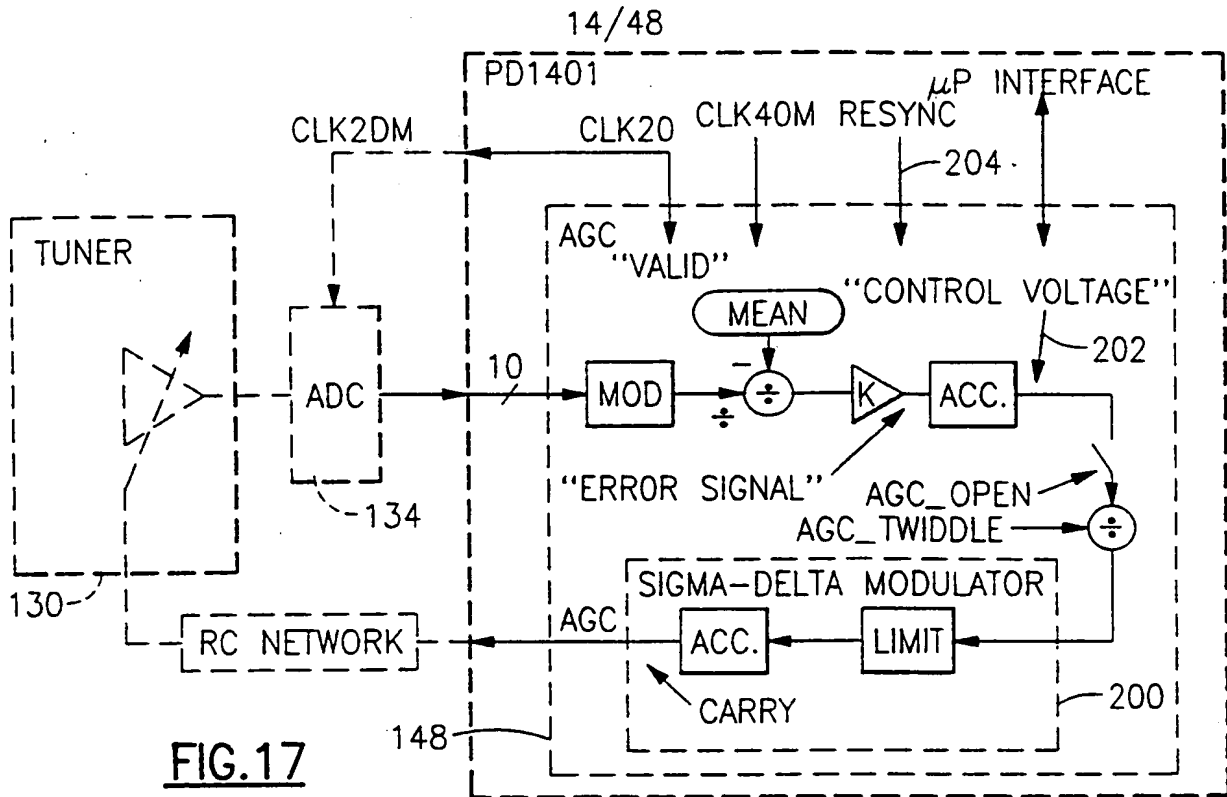 14/48
PD1401
μP INTERFACE
CLK2DM
CLK20
CLK40M RESYNC
204
TUNER
AGC
"VALID"
"CONTROL VOLTAGE"
MEAN
202
ADC
10
MOD
−
÷
÷
K
ACC.
"ERROR SIGNAL"
AGC_OPEN
134
AGC_TWIDDLE
÷
130
SIGMA-DELTA MODULATOR
AGC
RC NETWORK
ACC.
LIMIT
CARRY
200
148
FIG.17